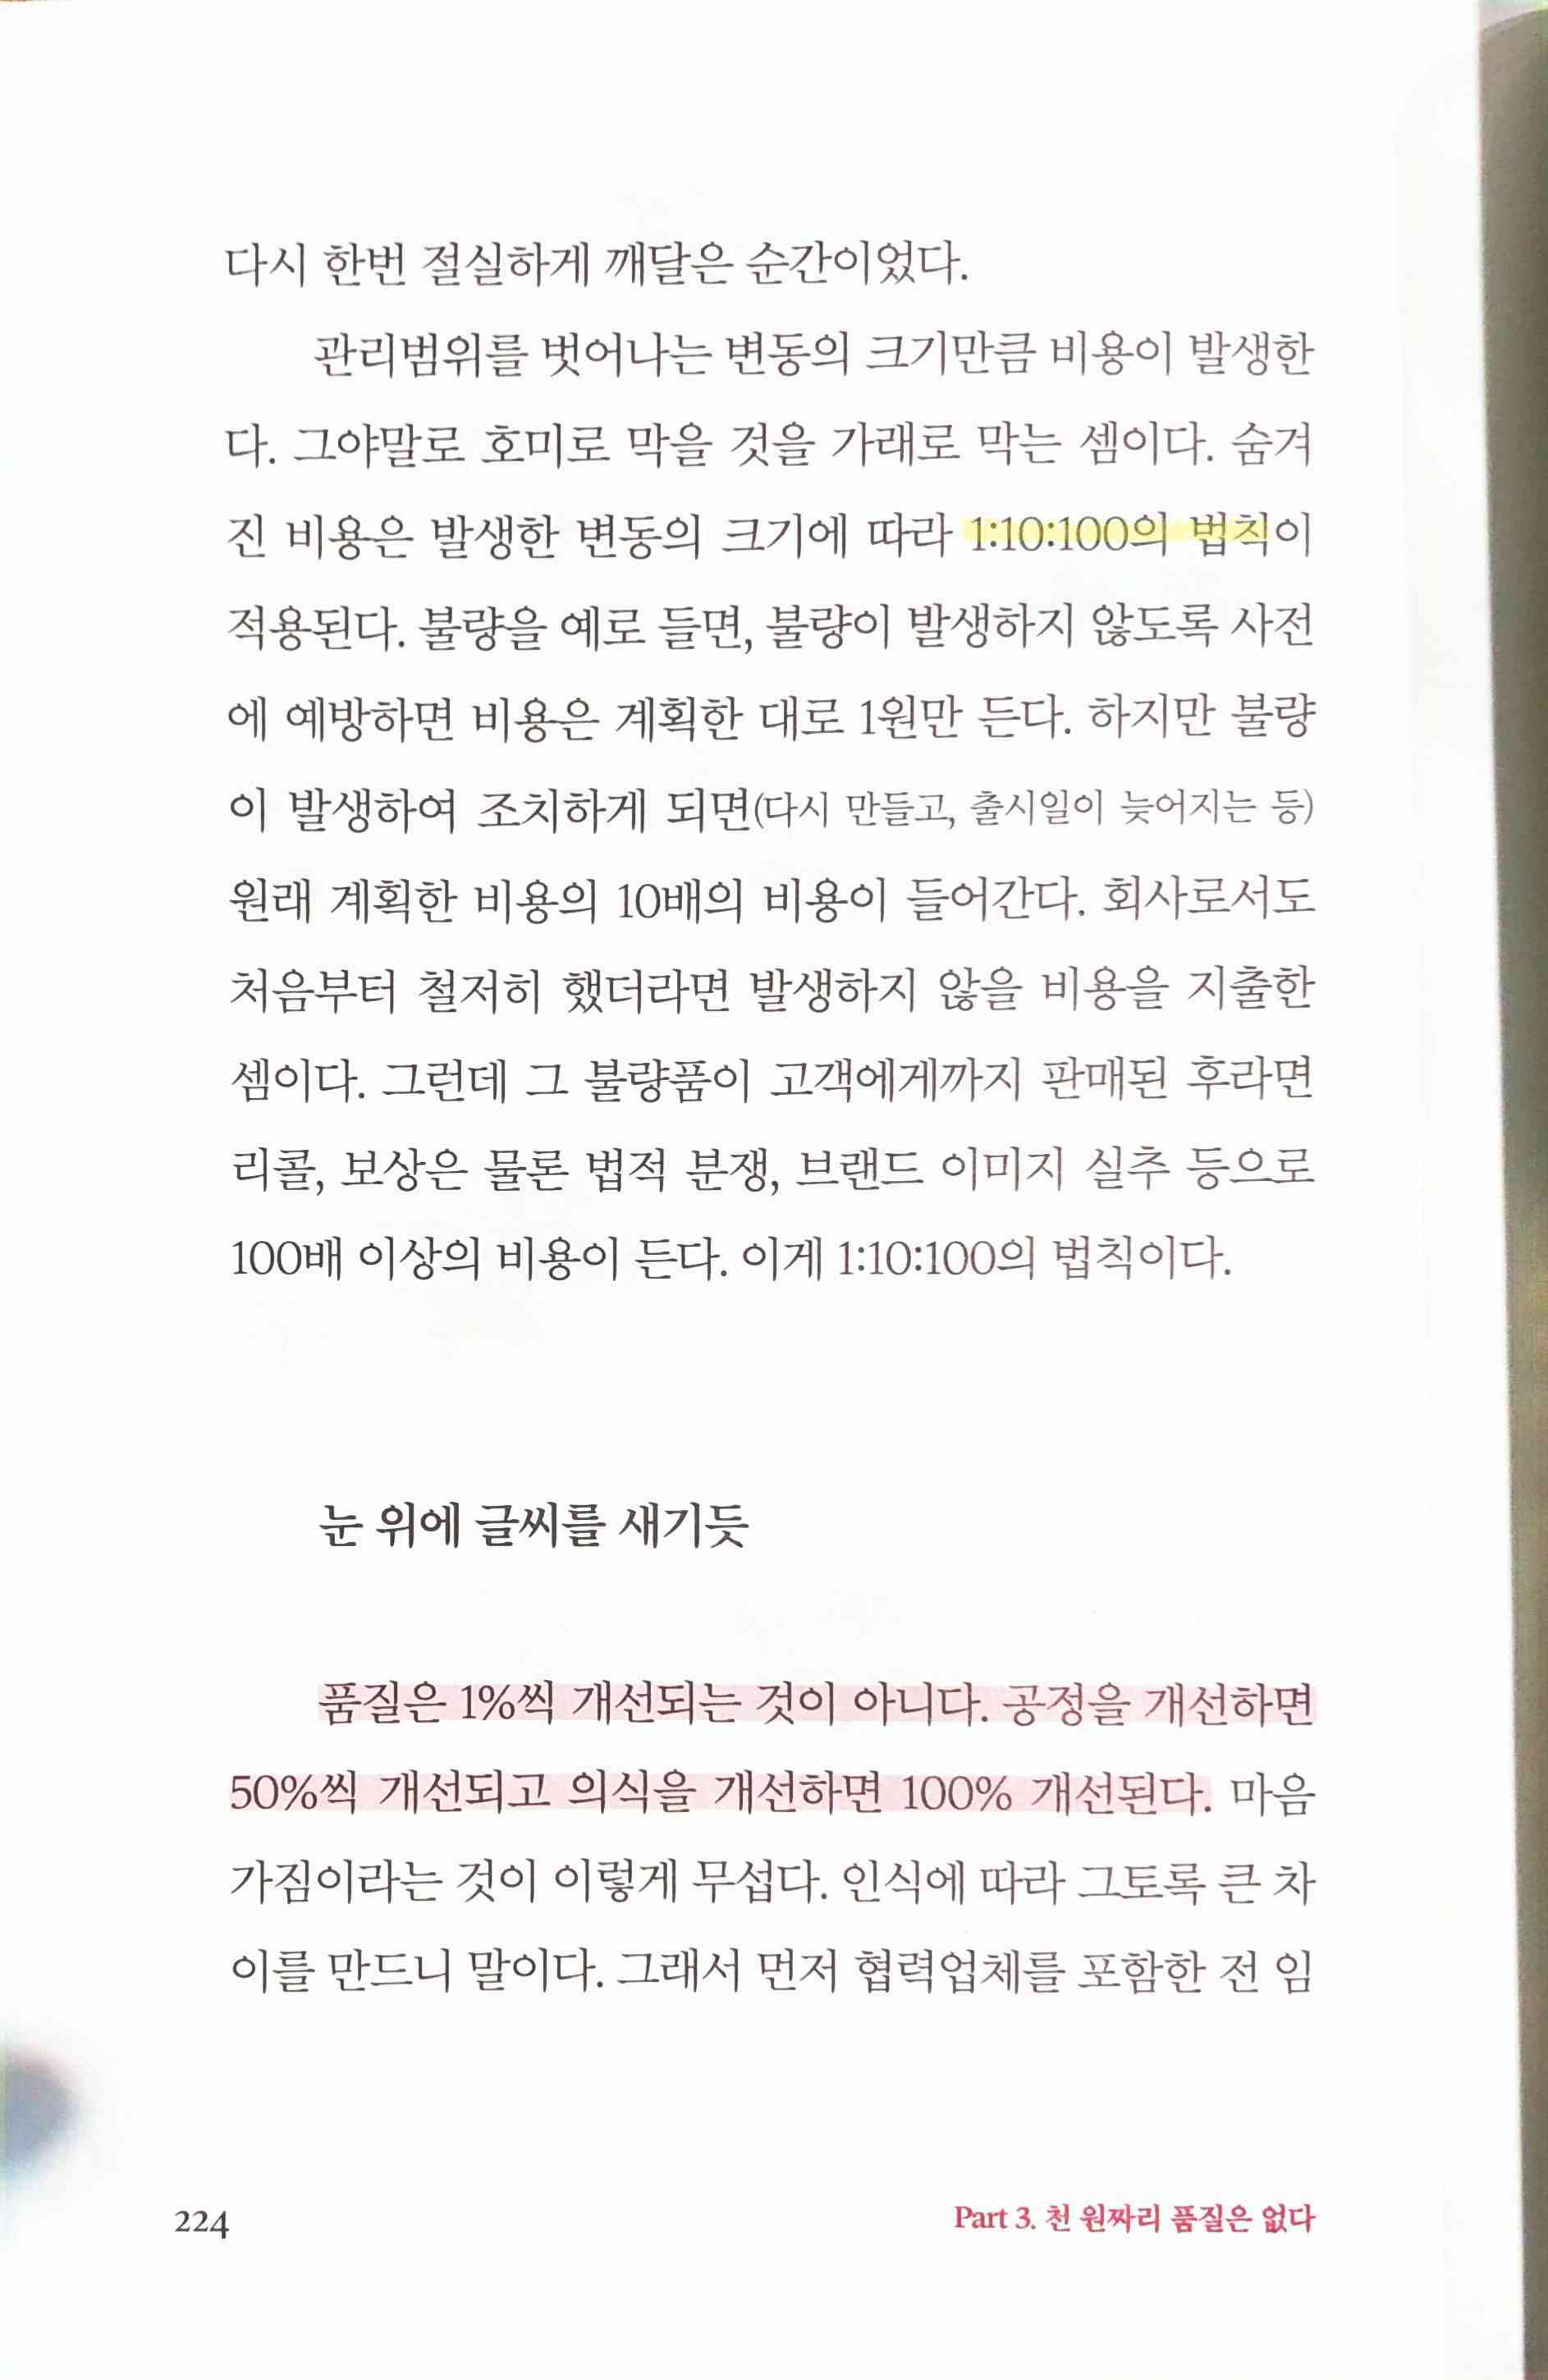 다시 한번 절실하게 깨달은 순간이었다.
관리범위를 벗어나는 변동의 크기만큼 비용이 발생한
다. 그야말로 호미로 막을 것을 가래로 막는 셈이다. 숨겨
진 비용은 발생한 변동의 크기에 따라 1:10:100의 법칙이
적용된다. 불량을 예로 들면, 불량이 발생하지 않도록 사전
에 예방하면 비용은 계획한 대로 1원만 든다. 하지만 불량
이 발생하여 조치하게 되면(다시 만들고, 출시일이 늦어지는 등)
원래 계획한 비용의 10배의 비용이 들어간다. 회사로서도
처음부터 철저히 했더라면 발생하지 않을 비용을 지출한
셈이다. 그런데 그 불량품이 고객에게까지 판매된 후라면
리콜, 보상은 물론 법적 분쟁, 브랜드 이미지 실추 등으로
100배 이상의 비용이 든다. 이게 1:10:100의 법칙이다.
눈 위에 글씨를 새기듯
품질은 1%씩 개선되는 것이 아니다. 공정을 개선하면
50%씩 개선되고 의식을 개선하면 100% 개선된다. 마음
가짐이라는 것이 이렇게 무섭다. 인식에 따라 그토록 큰 차
이를 만드니 말이다. 그래서 먼저 협력업체를 포함한 전 임
224
Part 3. 천 원짜리 품질은 없다